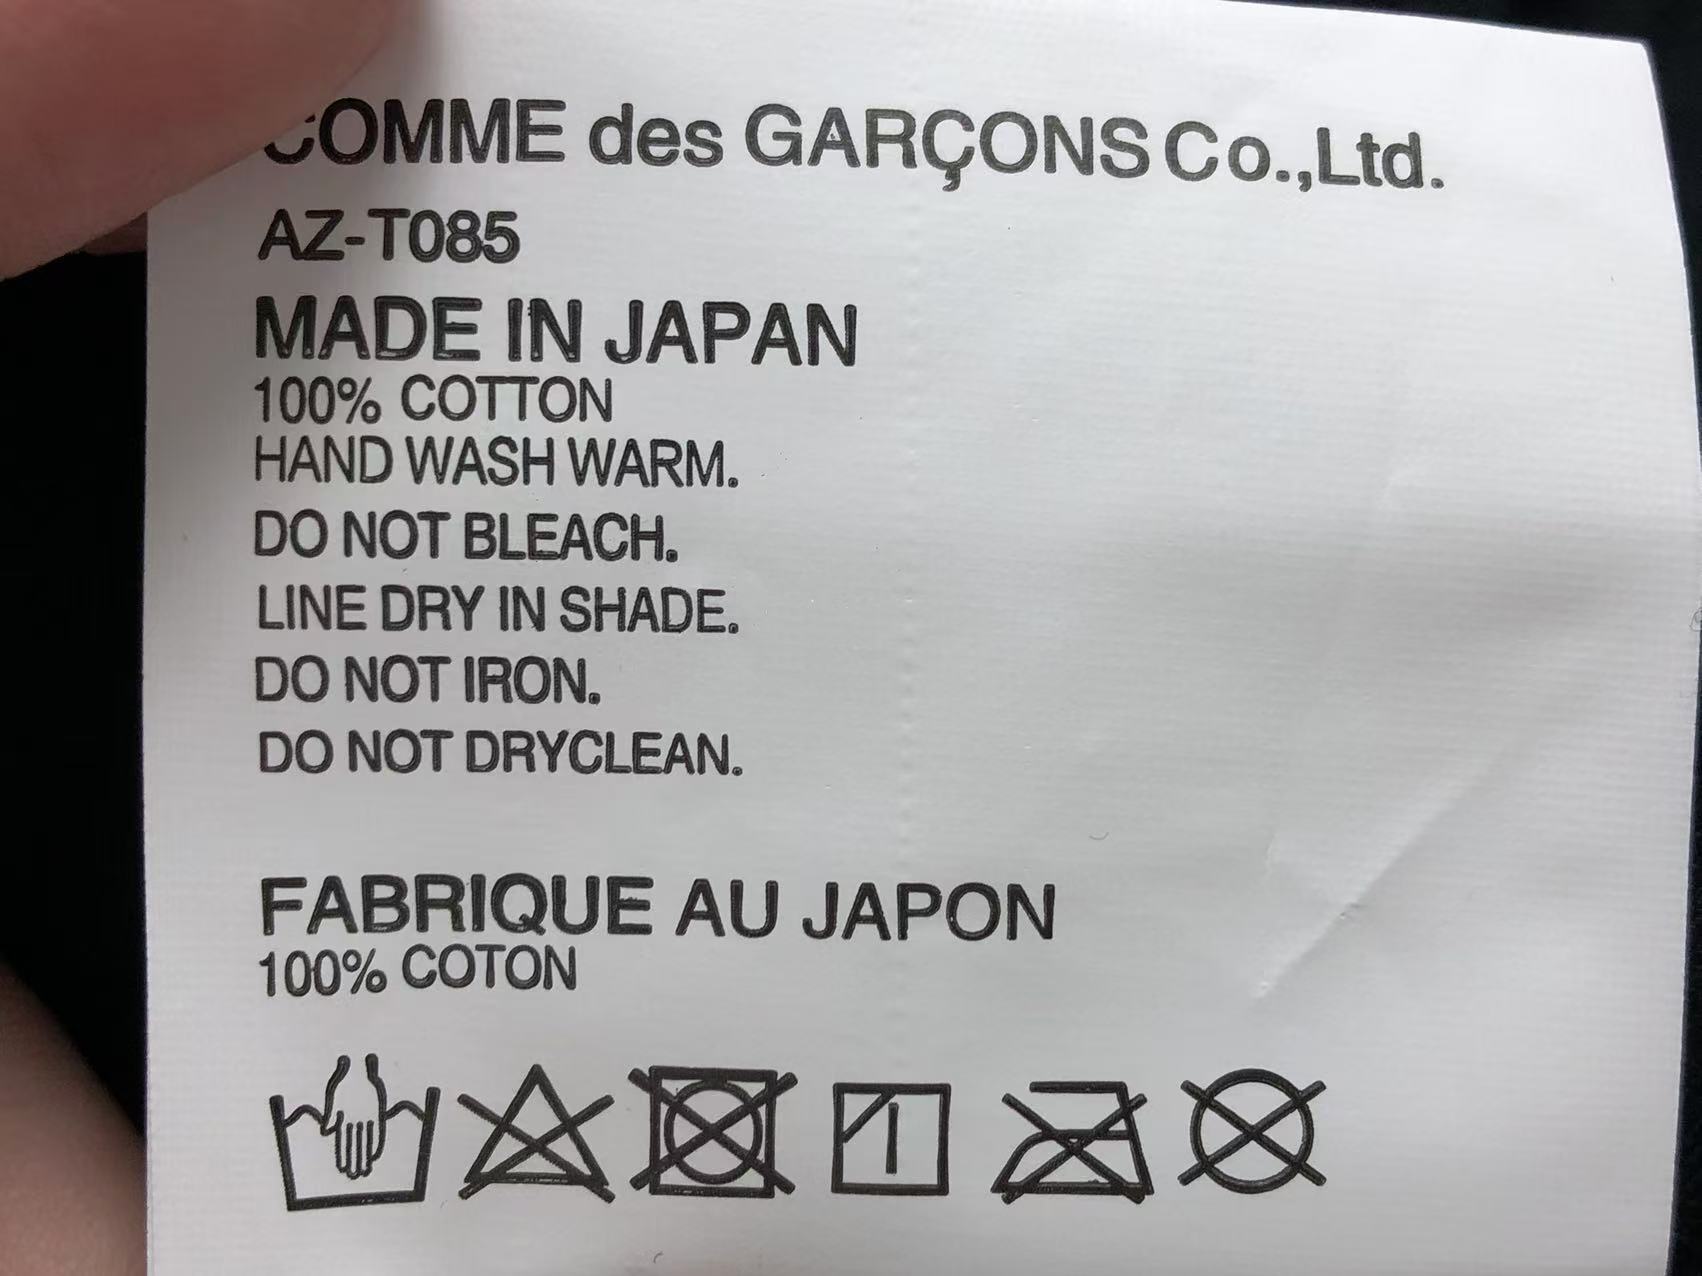 COMME des GARÇONS Co.,Ltd.
AZ-T085
MADE IN JAPAN
100% COTTON
HAND WASH WARM.
DO NOT BLEACH.
LINE DRY IN SHADE.
DO NOT IRON.
DO NOT DRYCLEAN.
FABRIQUE AU JAPON
100% COTON